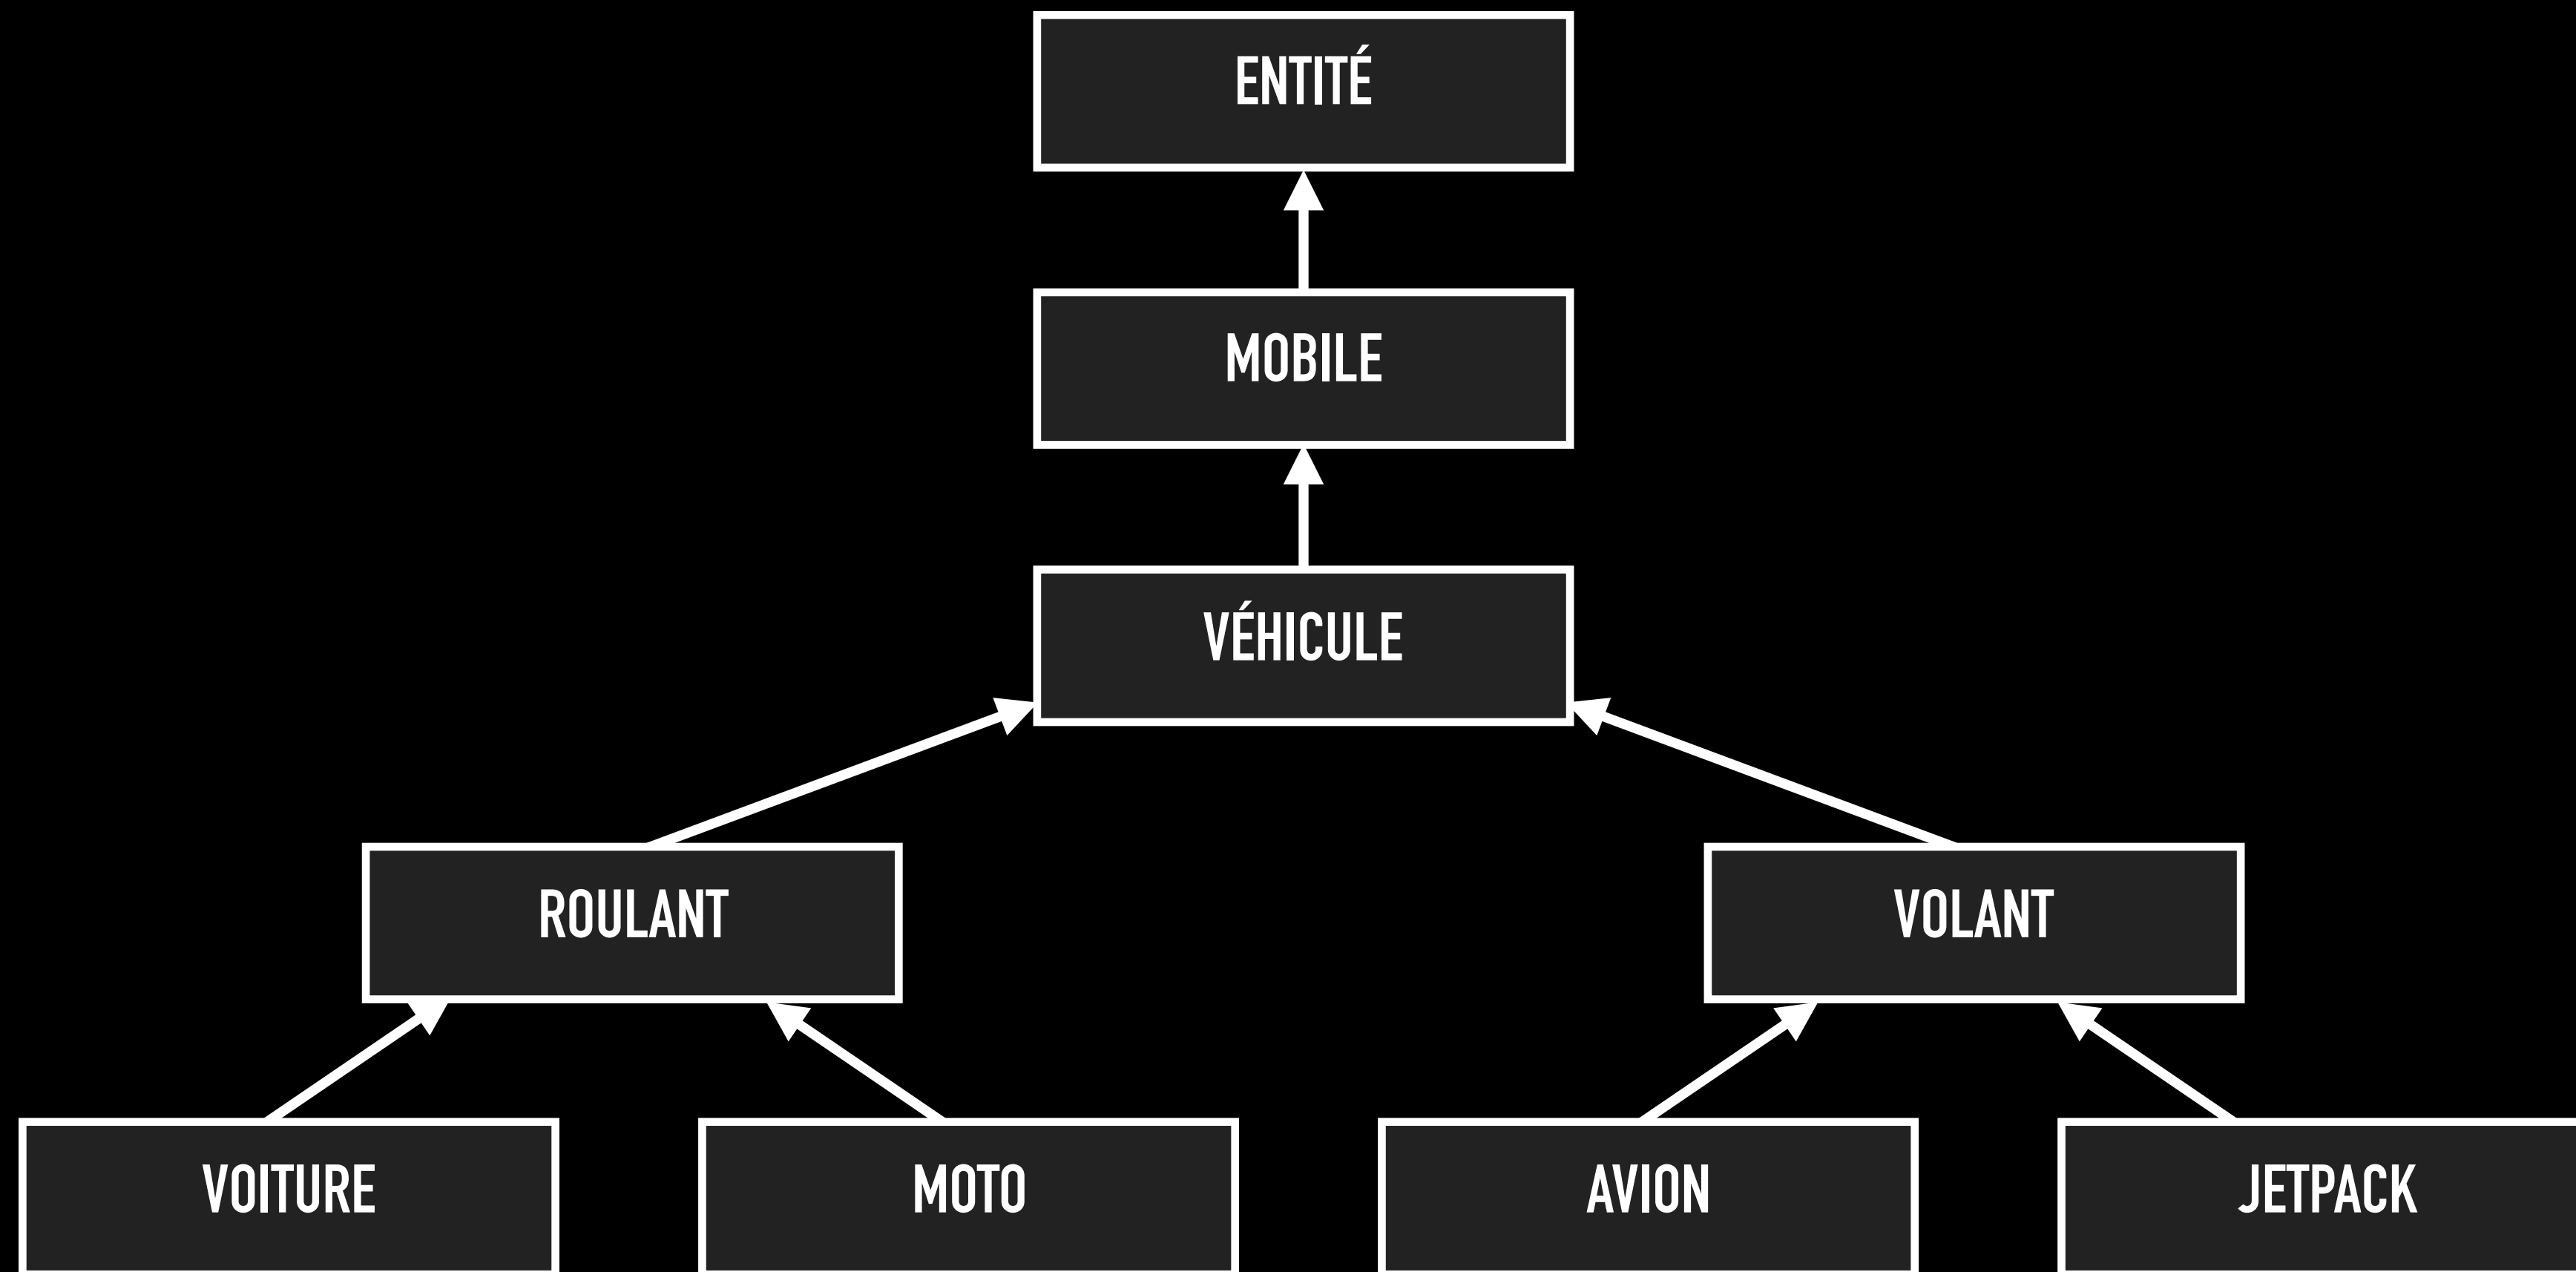 ENTITÉ
MOBILE
VÉHICULE
ROULANT
VOLANT
VOITURE
MOTO
AVION
JETPACK